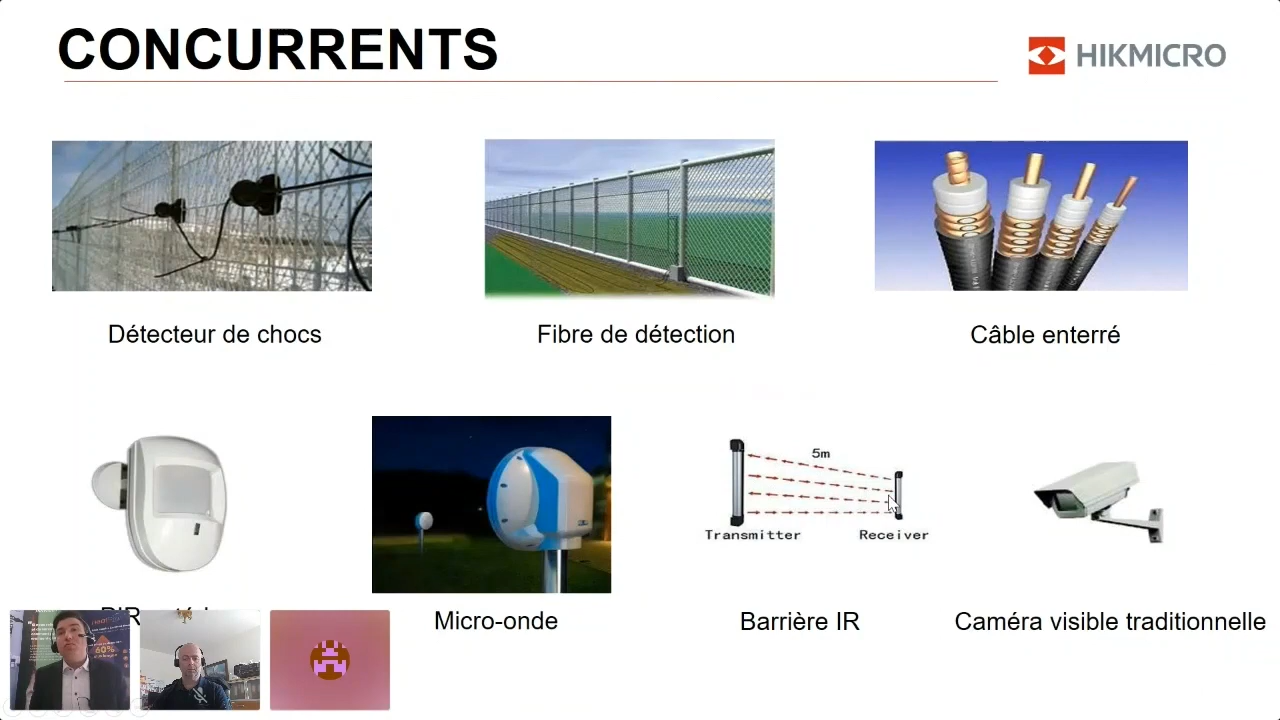 CONCURRENTS
HIKMICRO
Détecteur de chocs
Fibre de détection
Câble enterré
5m
Transmitter
Receiver
Micro-onde
Barrière IR
Caméra visible traditionnelle
60%